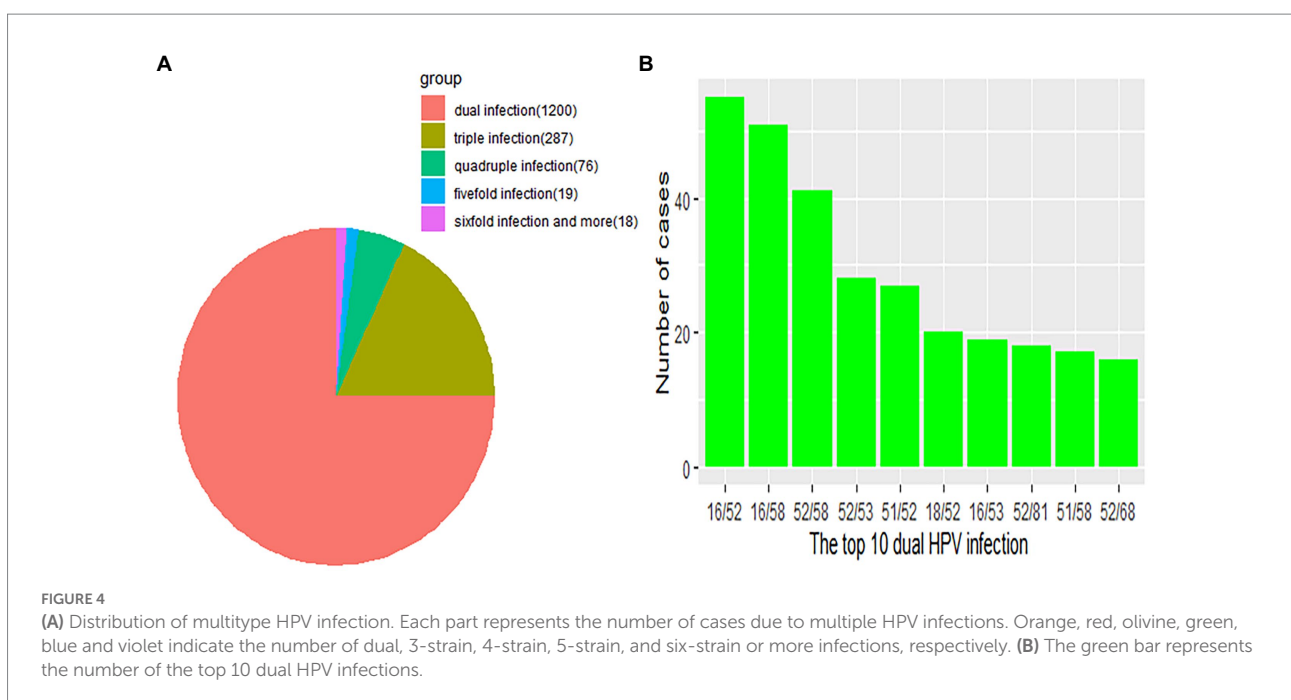 A
group
dual infection(1200)
triple infection(287)
quadruple infection(76)
fivefold infection(19)
sixfold infection and more(18)
B
Number of cases
40
20
0
16/52 16/58 52/58 52/53 51/52 18/52 16/53 52/81 51/58 52/68
The top 10 dual HPV infection
FIGURE 4
(A) Distribution of multitype HPV infection. Each part represents the number of cases due to multiple HPV infections. Orange, red, olivine, green,
blue and violet indicate the number of dual, 3-strain, 4-strain, 5-strain, and six-strain or more infections, respectively. (B) The green bar represents
the number of the top 10 dual HPV infections.